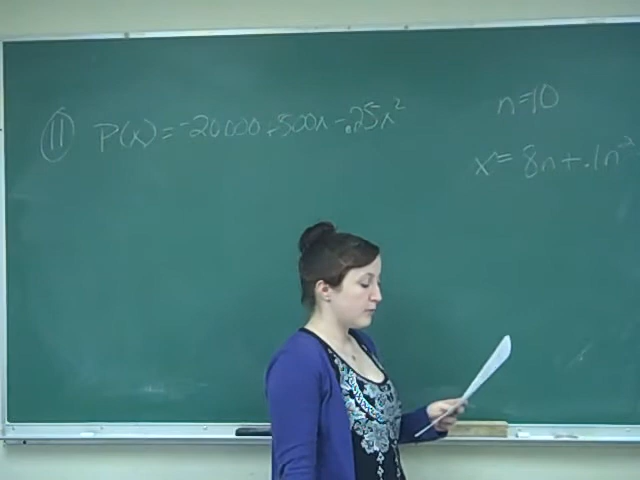 11 P(x) = -20000 + 500x - .25x²
n=10
x = 8n + .1n²